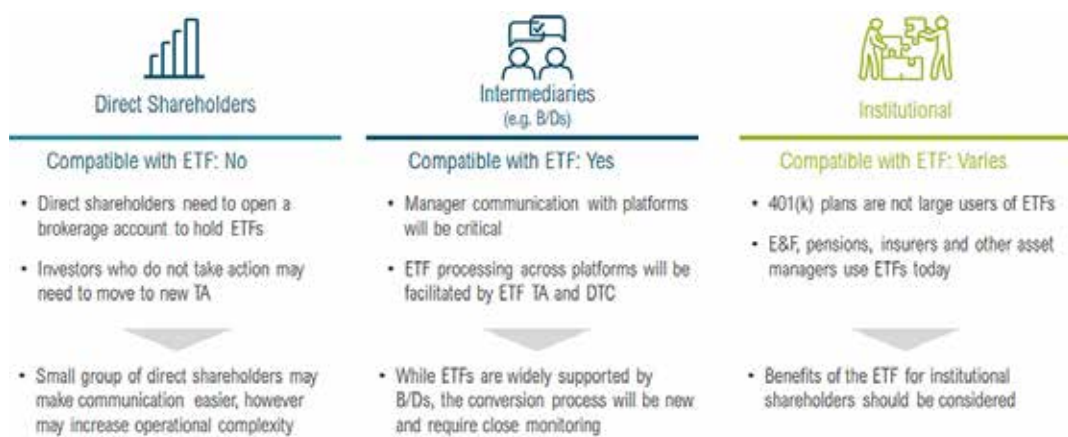 Direct Shareholders
Compatible with ETF: No
• Direct shareholders need to open a
brokerage account to hold ETFs
• Investors who do not take action may
need to move to new TA
• Small group of direct shareholders may
make communication easier, however
may increase operational complexity
Intermediaries
(e.g. B/Ds)
Compatible with ETF: Yes
• Manager communication with platforms
will be critical
• ETF processing across platforms will be
facilitated by ETF TA and DTC
• While ETFs are widely supported by
B/Ds, the conversion process will be new
and require close monitoring
Institutional
Compatible with ETF: Varies
• 401(k) plans are not large users of ETFs
• E&F, pensions, insurers and other asset
managers use ETFs today
• Benefits of the ETF for institutional
shareholders should be considered